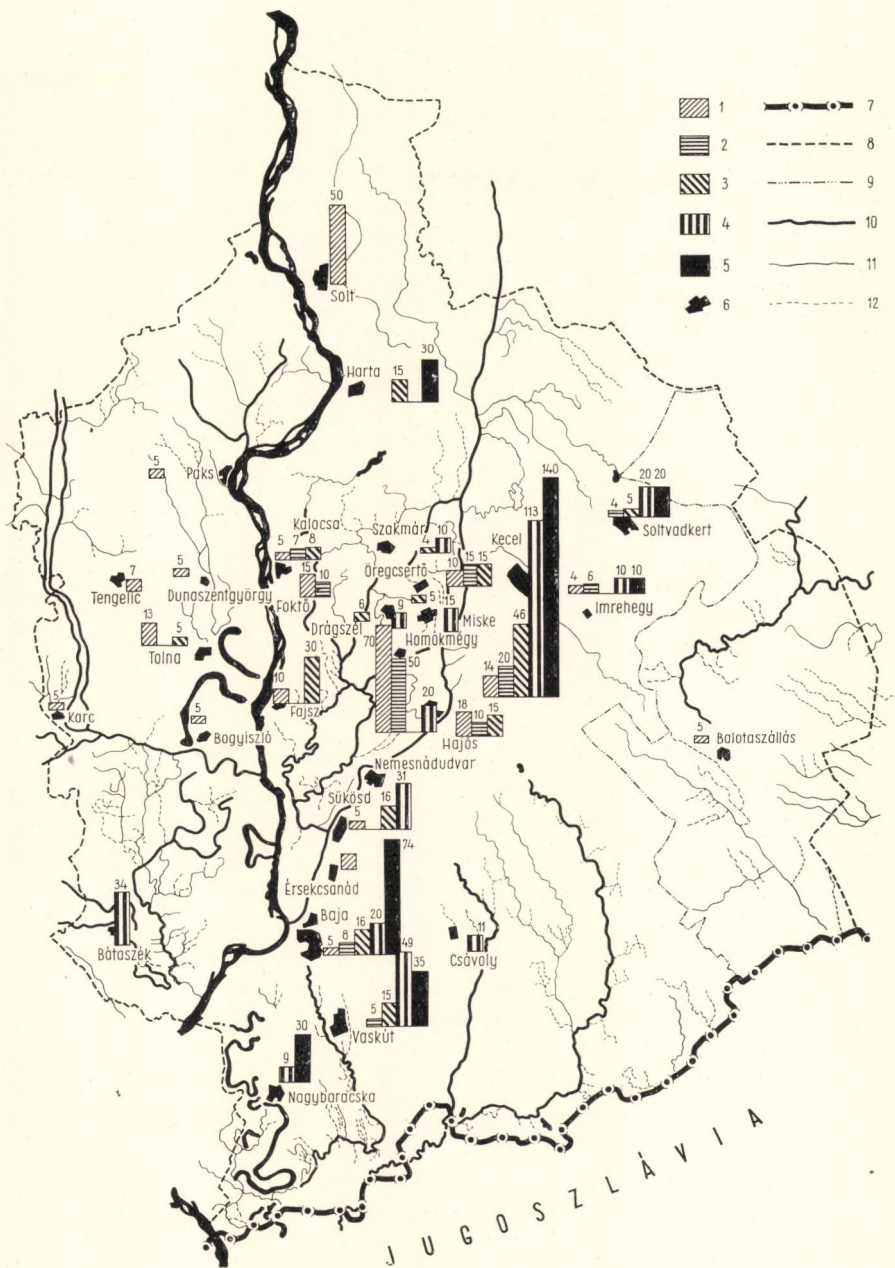 1 7
2 8
3 9
4 10
5 11
6 12
50
Solt
Harta
15
30
5
Paks
140
113
20 20
4 5
Soltvadkert
Kalocsa
5 7 8
Szakmár
4 10
Kecel
5
Dunaszentgyörgy
7
Tengelic
15
10
Foktő
Öregcsertő
10 15 15
4 6 10 10
Imrehegy
13
5
Tolna
Drágszél
6
9
5
15
Miske
Homokmégy
46
70
50
10
30
Fajsz
14 20
20
18 10 15
Hajós
5
Karc
5
Bogyiszló
5
Balotaszállás
Nemesnádudvar
Sükösd
5 16 31
Érsekcsanád
74
34
Bátaszék
Baja
5 8 16 20
11
Csávoly
49
35
5 15
Vaskút
30
9
Nagybaracska
JUGOSZLÁVIA